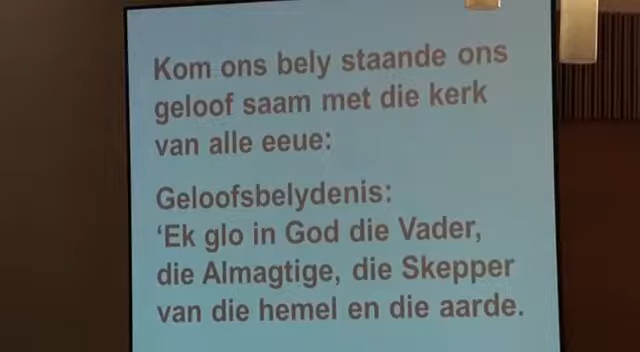 Kom ons bely staande ons
geloof saam met die kerk
van alle eeue:
Geloofsbelydenis:
‘Ek glo in God die Vader,
die Almagtige, die Skepper
van die hemel en die aarde.